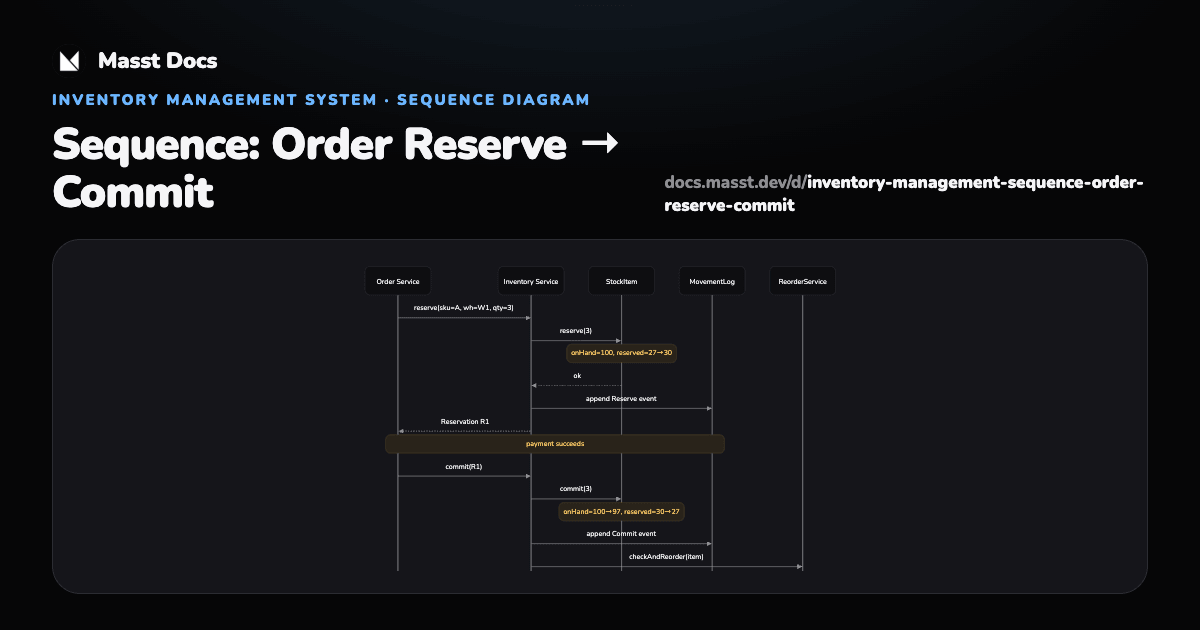 Masst Docs
INVENTORY MANAGEMENT SYSTEM · SEQUENCE DIAGRAM
Sequence: Order Reserve →
Commit
docs.masst.dev/d/inventory-management-sequence-order-
reserve-commit
Order Service
Inventory Service
StockItem
MovementLog
ReorderService
reserve(sku=A, wh=W1, qty=3)
reserve(3)
onHand=100, reserved=27→30
ok
append Reserve event
Reservation R1
payment succeeds
commit(R1)
commit(3)
onHand=100→97, reserved=30→27
append Commit event
checkAndReorder(item)